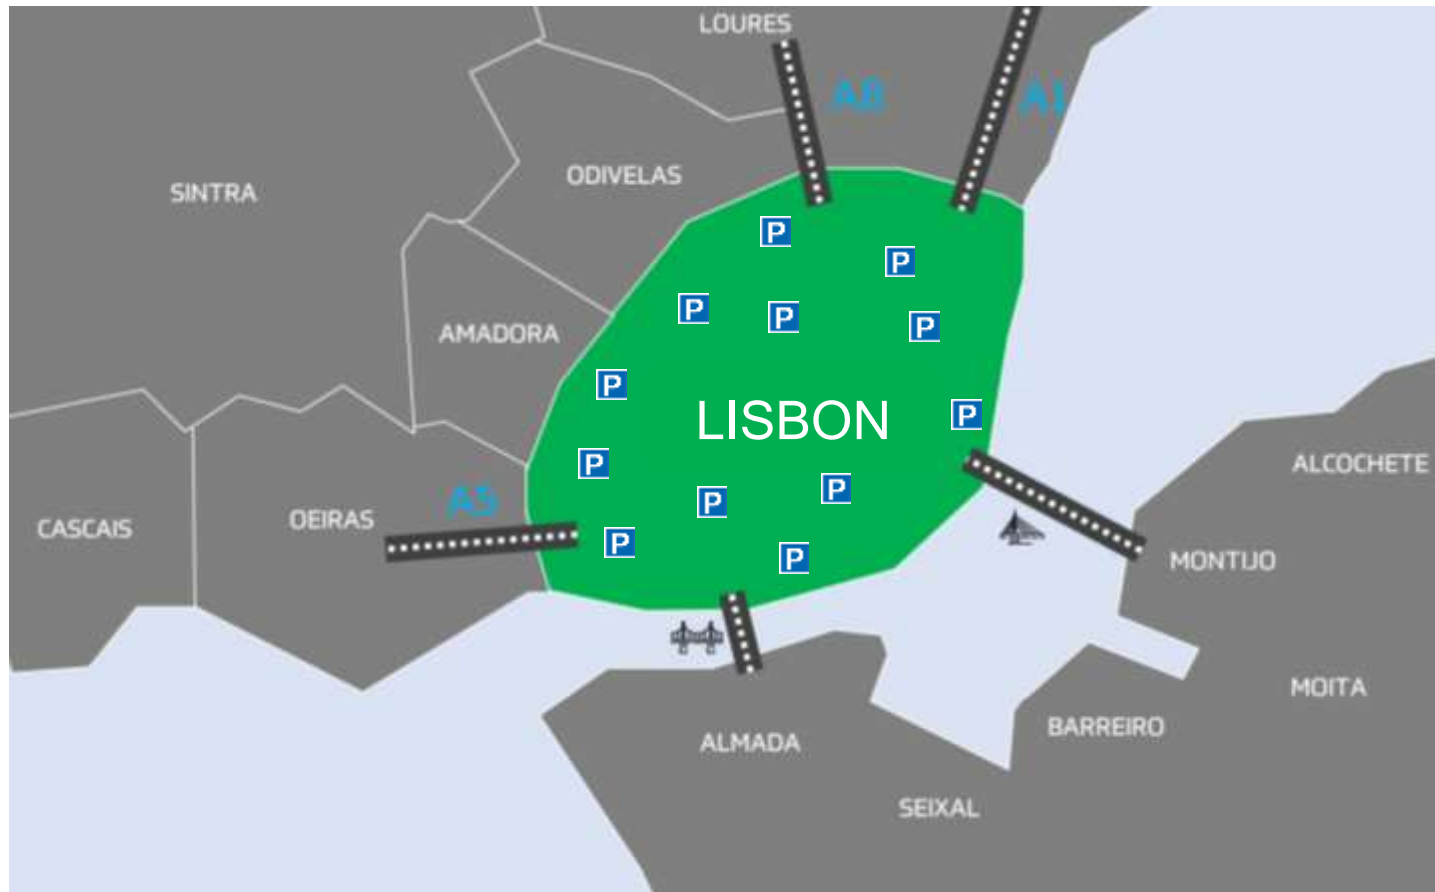 LOURES
A8
A1
ODIVELAS
SINTRA
P
P
P
P
P
AMADORA
P
P
LISBON
ALCOCHETE
P
P
P
A5
OEIRAS
CASCAIS
P
P
MONTIJO
MOITA
BARREIRO
ALMADA
SEIXAL